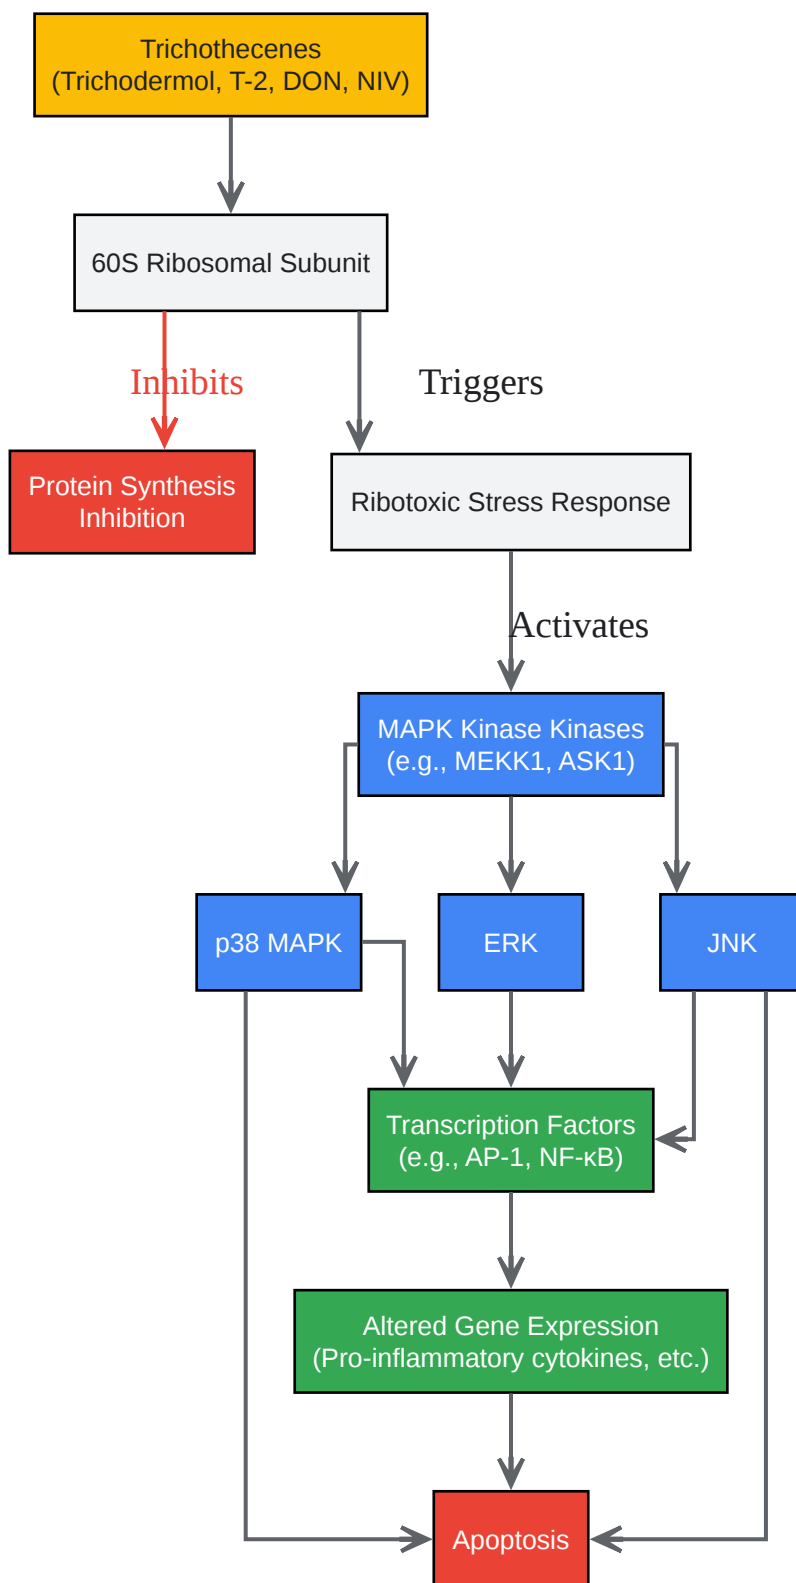 Trichothecenes
(Trichodermol, T-2, DON, NIV)
60S Ribosomal Subunit
Inhibits
Triggers
Protein Synthesis
Inhibition
Ribotoxic Stress Response
Activates
MAPK Kinase Kinases
(e.g., MEKK1, ASK1)
p38 MAPK
ERK
JNK
Transcription Factors
(e.g., AP-1, NF-κB)
Altered Gene Expression
(Pro-inflammatory cytokines, etc.)
Apoptosis